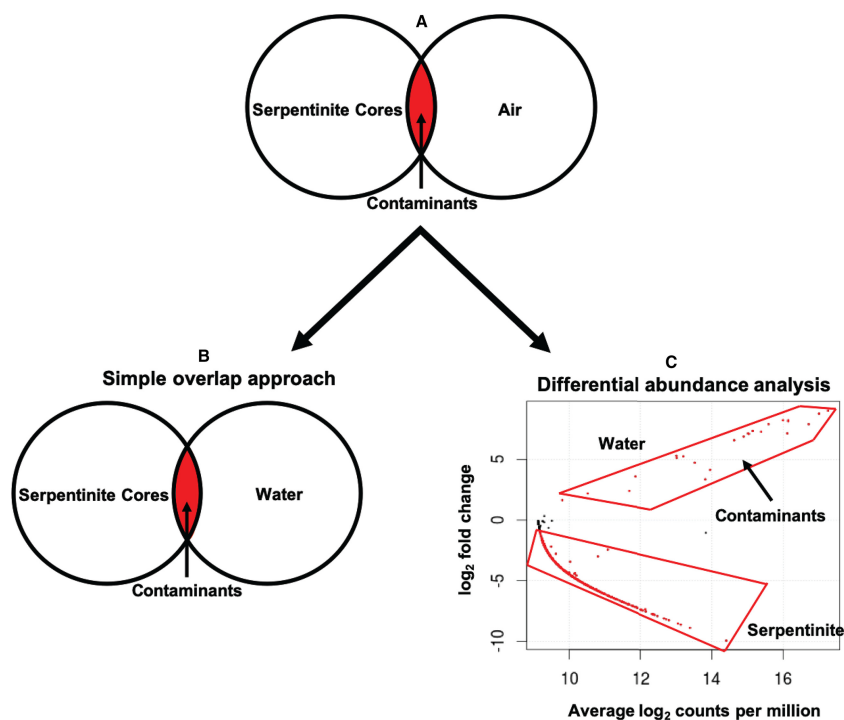 A
Serpentinite Cores
Air
Contaminants
B
Simple overlap approach
Serpentinite Cores
Water
Contaminants
C
Differential abundance analysis
Water
Contaminants
Serpentinite
log2 fold change
5
0
-5
-10
10 12 14 16
Average log2 counts per million